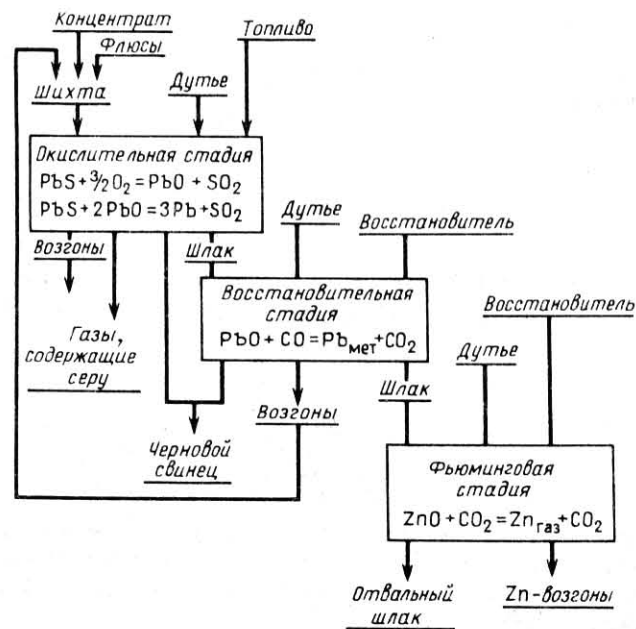 Концентрат
Флюсы
Топливо
Шихта
Дутье
Окислительная стадия
PbS + 3/2 O₂ = PbO + SO₂
PbS + 2 PbO = 3Pb + SO₂
Возгоны
Шлак
Дутье
Восстановитель
Газы,
содержащие
серу
Восстановительная
стадия
PbO + CO = Pbмет + CO₂
Восстановитель
Дутье
Возгоны
Шлак
Черновой
свинец
Фьюминговая
стадия
ZnO + CO₂ = Znгаз + CO₂
Отвальный
шлак
Zn-возгоны